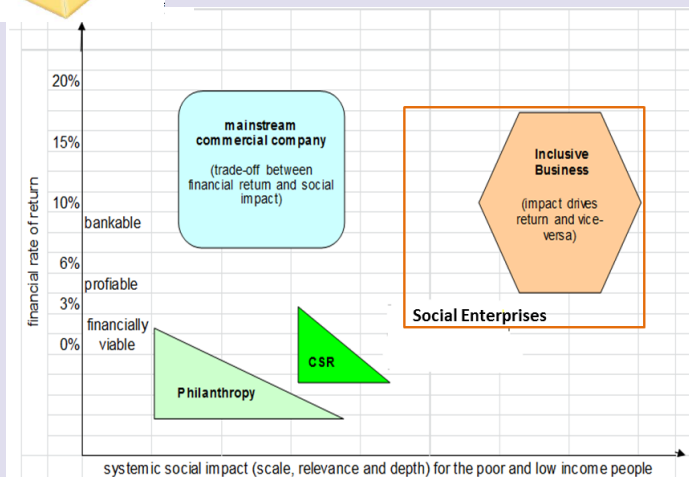 20%
mainstream
commercial company
(trade-off between
financial return and social
impact)
15%
Inclusive
Business
(impact drives
return and vice-
versa)
10%
bankable
6%
profiable
3%
financially
viable
0%
Social Enterprises
CSR
Philanthropy
financial rate of return
systemic social impact (scale, relevance and depth) for the poor and low income people